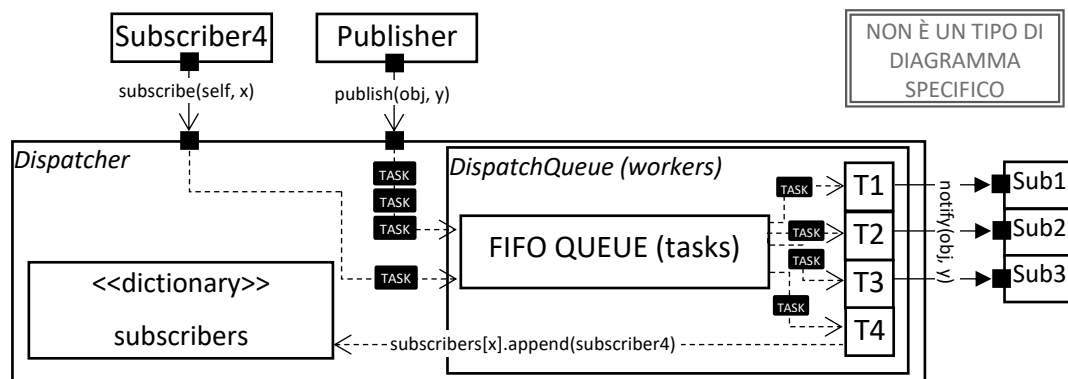 Subscriber4
Publisher
NON È UN TIPO DI
DIAGRAMMA
SPECIFICO
subscribe(self, x)
publish(obj, y)
Dispatcher
DispatchQueue (workers)
TASK
TASK
TASK
TASK
FIFO QUEUE (tasks)
TASK
TASK
TASK
TASK
T1
T2
T3
T4
notify(obj, y)
Sub1
Sub2
Sub3
<<dictionary>>
subscribers
subscribers[x].append(subscriber4)